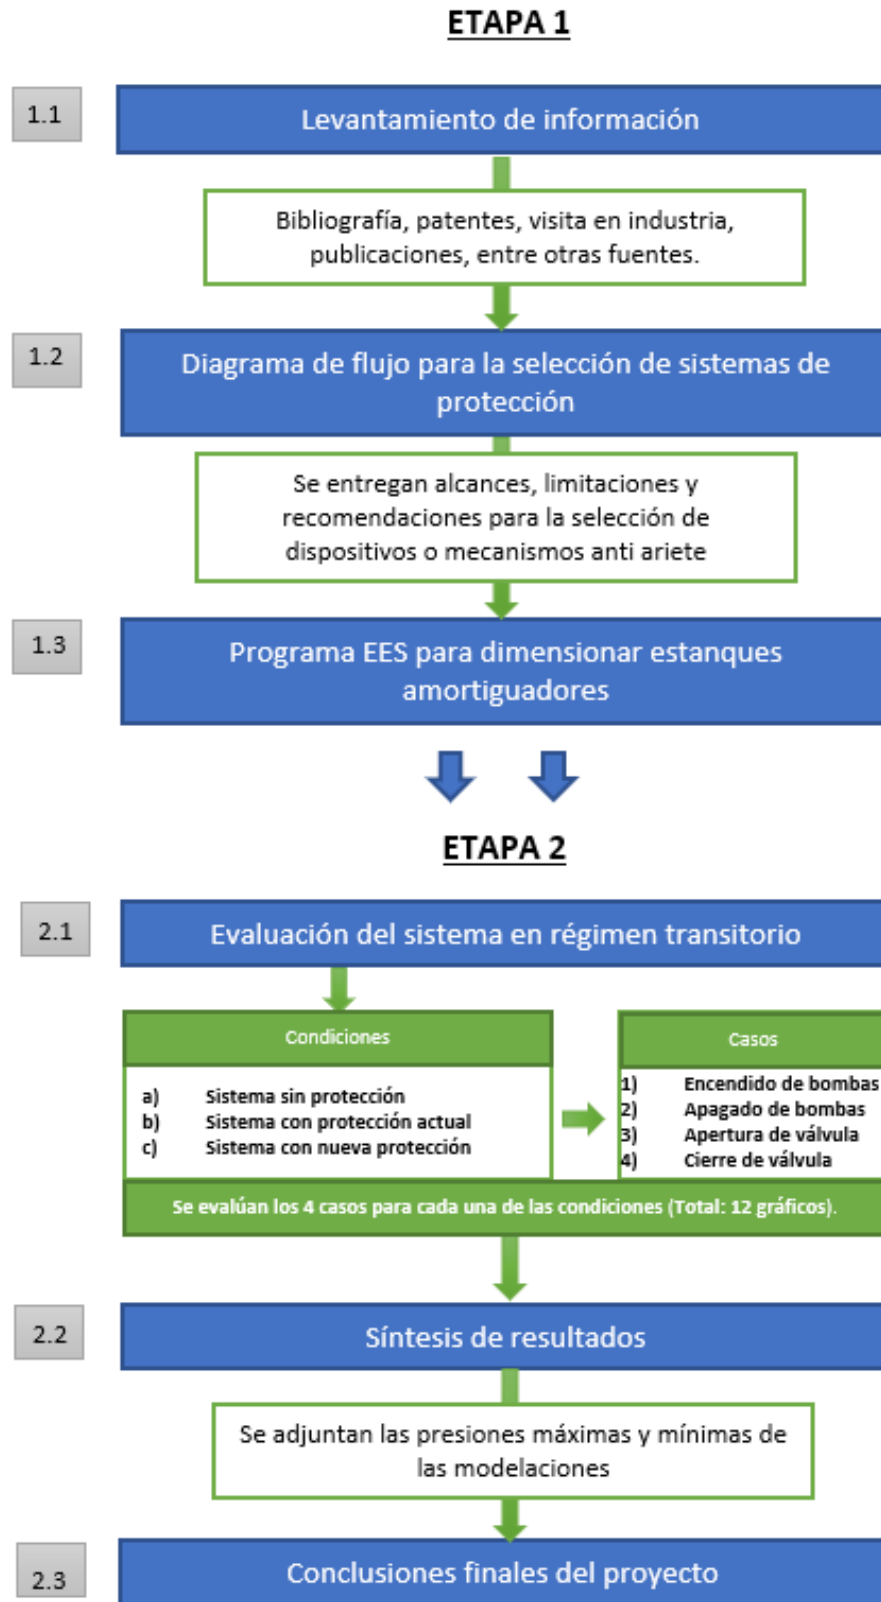 ETAPA 1
1.1
Levantamiento de información
Bibliografía, patentes, visita en industria,
publicaciones, entre otras fuentes.
1.2
Diagrama de flujo para la selección de sistemas de
protección
Se entregan alcances, limitaciones y
recomendaciones para la selección de
dispositivos o mecanismos anti ariete
1.3
Programa EES para dimensionar estanques
amortiguadores
ETAPA 2
2.1
Evaluación del sistema en régimen transitorio
Condiciones
a) Sistema sin protección
b) Sistema con protección actual
c) Sistema con nueva protección
Casos
1) Encendido de bombas
2) Apagado de bombas
3) Apertura de válvula
4) Cierre de válvula
Se evalúan los 4 casos para cada una de las condiciones (Total: 12 gráficos).
2.2
Síntesis de resultados
Se adjuntan las presiones máximas y mínimas de
las modelaciones
2.3
Conclusiones finales del proyecto